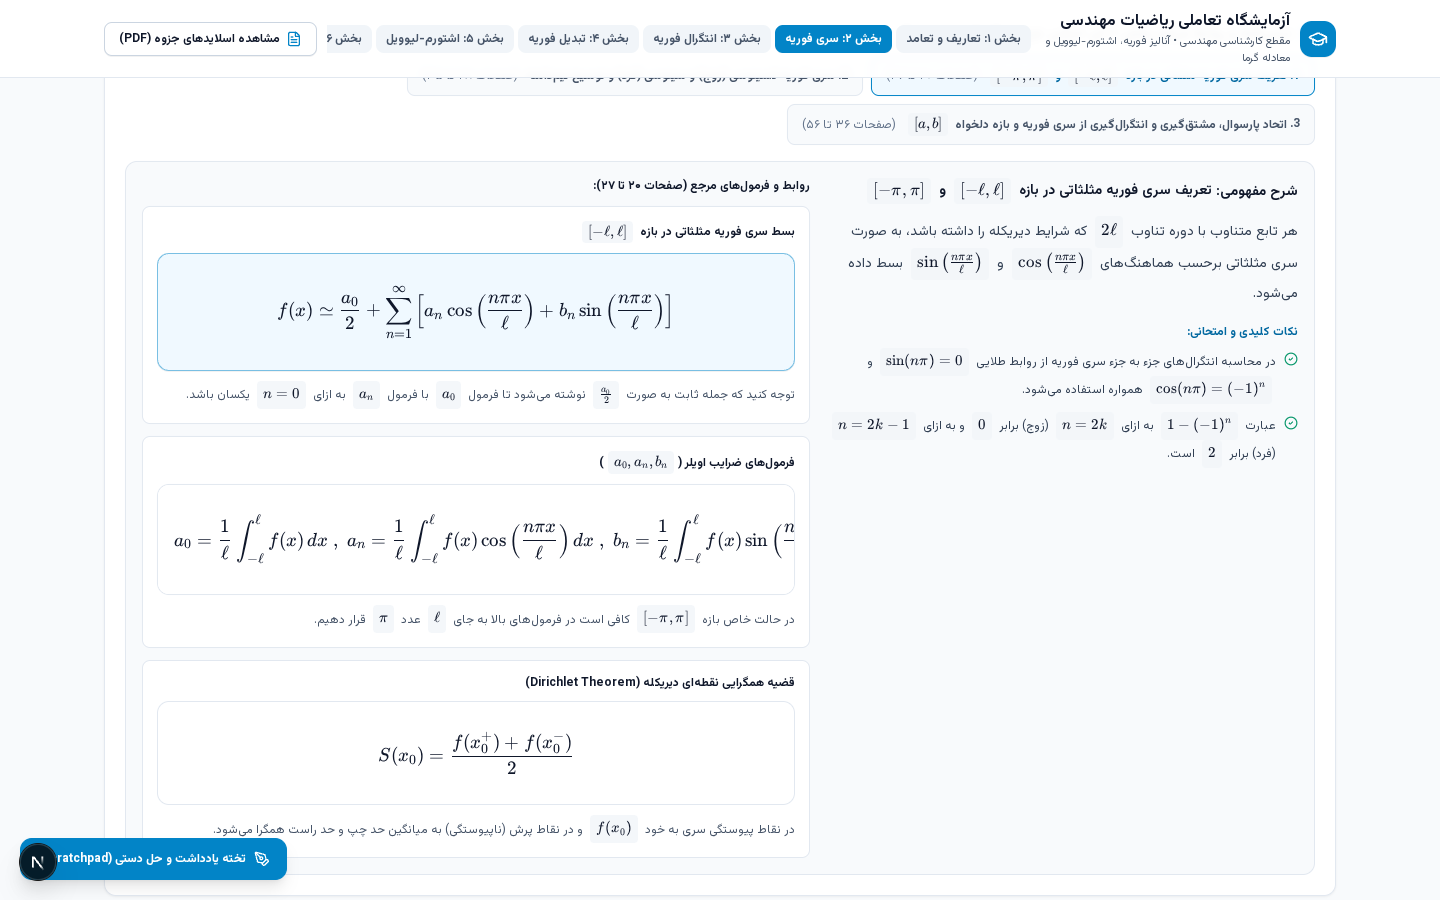 آزمایشگاه تعاملی ریاضیات مهندسی
مقطع کارشناسی مهندسی • آنالیز فوریه، اشتورم-لیوویل و
معادله گرما
بخش ۱: تعاریف و تعامد
بخش ۲: سری فوریه
بخش ۳: انتگرال فوریه
بخش ۴: تبدیل فوریه
بخش ۵: اشتورم-لیوویل
بخش ۶
مشاهده اسلایدهای جزوه (PDF)
3. اتحاد پارسوال، مشتق‌گیری و انتگرال‌گیری از سری فوریه و بازه دلخواه [a, b] (صفحات ۳۶ تا ۵۶)
شرح مفهومی: تعریف سری فوریه مثلثاتی در بازه [−ℓ, ℓ] و [−π, π]
هر تابع متناوب با دوره تناوب 2ℓ که شرایط دیریکله را داشته باشد، به صورت
سری مثلثاتی برحسب هماهنگ‌های cos (nπx/ℓ) و sin (nπx/ℓ) بسط داده
می‌شود.
نکات کلیدی و امتحانی:
در محاسبه انتگرال‌های جزء به جزء سری فوریه از روابط طلایی sin(nπ) = 0 و
cos(nπ) = (−1)ⁿ همواره استفاده می‌شود.
عبارت 1 − (−1)ⁿ به ازای n = 2k (زوج) برابر 0 و به ازای n = 2k − 1
(فرد) برابر 2 است.
روابط و فرمول‌های مرجع (صفحات ۲۰ تا ۲۷):
بسط سری فوریه مثلثاتی در بازه [−ℓ, ℓ]
f(x) ≃ a₀/2 + ∑_{n=1}^{∞} [aₙ cos (nπx/ℓ) + bₙ sin (nπx/ℓ)]
توجه کنید که جمله ثابت به صورت a₀/2 نوشته می‌شود تا فرمول a₀ با فرمول aₙ به ازای n = 0 یکسان باشد.
فرمول‌های ضرایب اویلر ( a₀, aₙ, bₙ )
a₀ = 1/ℓ ∫_{−ℓ}^{ℓ} f(x) dx , aₙ = 1/ℓ ∫_{−ℓ}^{ℓ} f(x) cos (nπx/ℓ) dx , bₙ = 1/ℓ ∫_{−ℓ}^{ℓ} f(x) sin (n
در حالت خاص بازه [−π, π] کافی است در فرمول‌های بالا به جای ℓ عدد π قرار دهیم.
قضیه همگرایی نقطه‌ای دیریکله (Dirichlet Theorem)
S(x₀) = (f(x₀⁺) + f(x₀⁻))/2
در نقاط پیوستگی سری به خود f(x₀) و در نقاط پرش (ناپیوستگی) به میانگین حد چپ و حد راست همگرا می‌شود.
تخته یادداشت و حل دستی (ratchpad
N